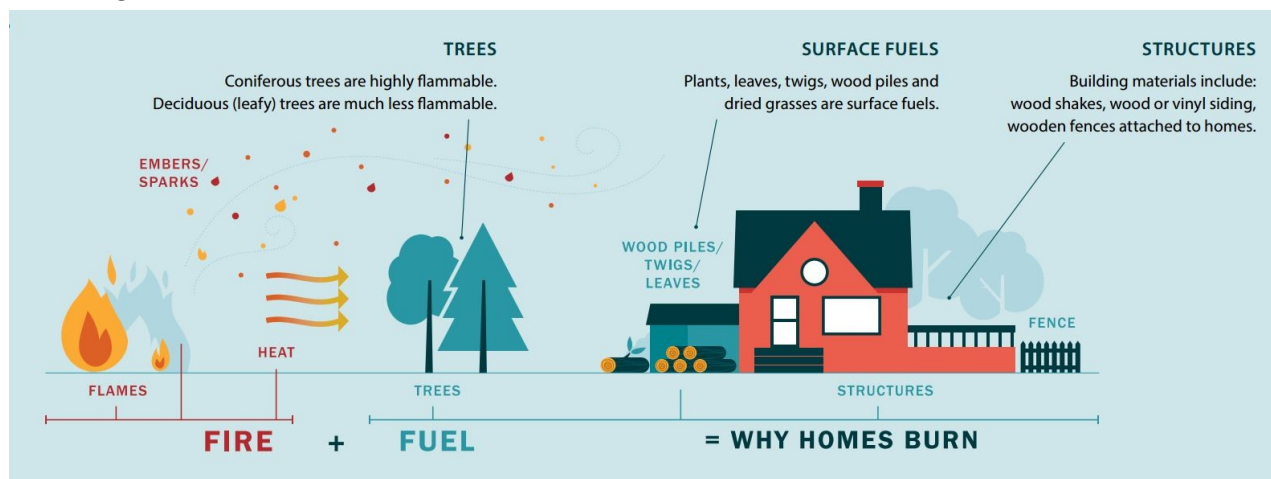 TREES
Coniferous trees are highly flammable.
Deciduous (leafy) trees are much less flammable.
SURFACE FUELS
Plants, leaves, twigs, wood piles and
dried grasses are surface fuels.
STRUCTURES
Building materials include:
wood shakes, wood or vinyl siding,
wooden fences attached to homes.
EMBERS/
SPARKS
WOOD PILES/
TWIGS/
LEAVES
HEAT
FENCE
FLAMES
TREES
STRUCTURES
FIRE + FUEL = WHY HOMES BURN